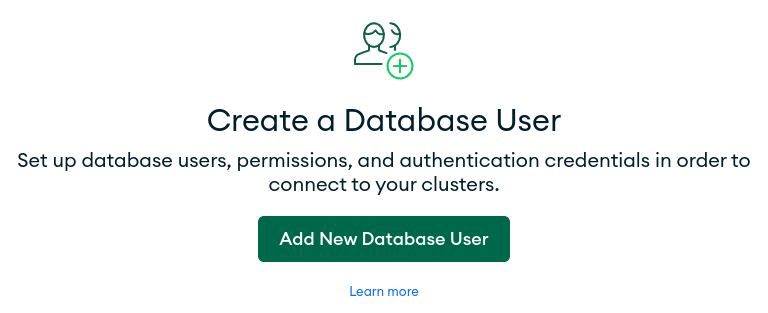 Create a Database User
Set up database users, permissions, and authentication credentials in order to
connect to your clusters.
Add New Database User
Learn more